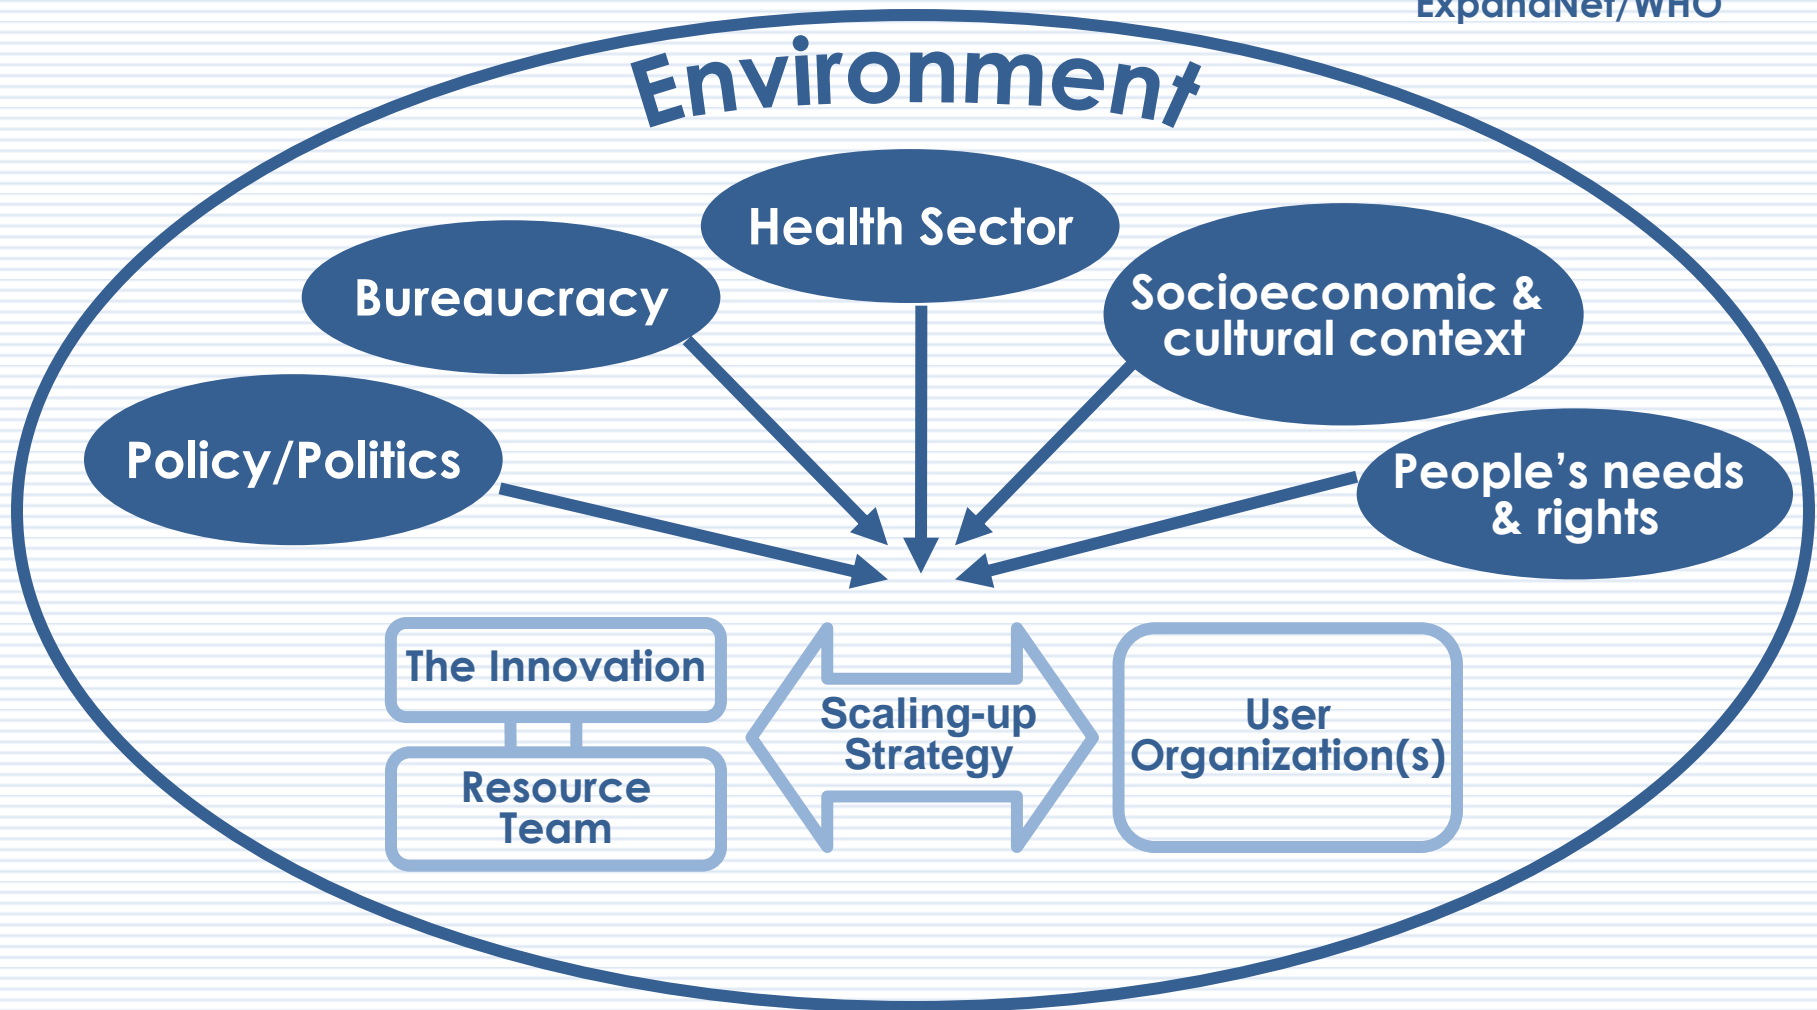 ExpandNet/WHO
Environment
Health Sector
Bureaucracy
Socioeconomic &
cultural context
Policy/Politics
People’s needs
& rights
The Innovation
Resource
Team
Scaling-up
Strategy
User
Organization(s)